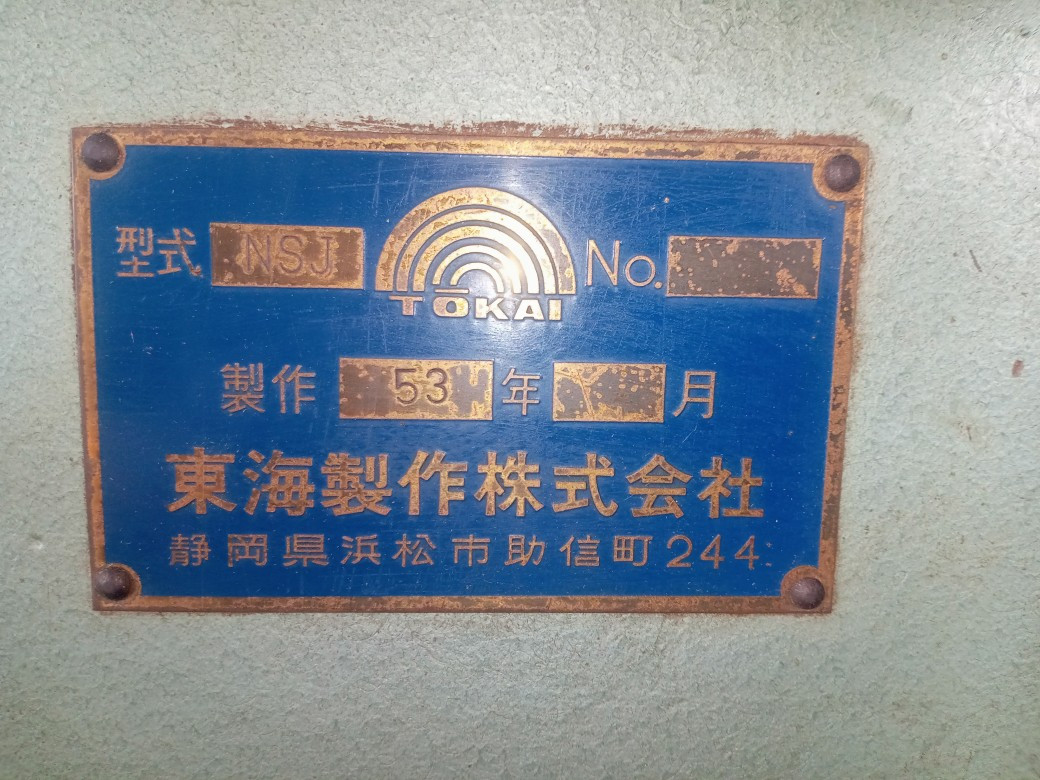 型式 NSJ TŌKAI No.
製作 53 年 月
東海製作株式会社
静岡県浜松市助信町244